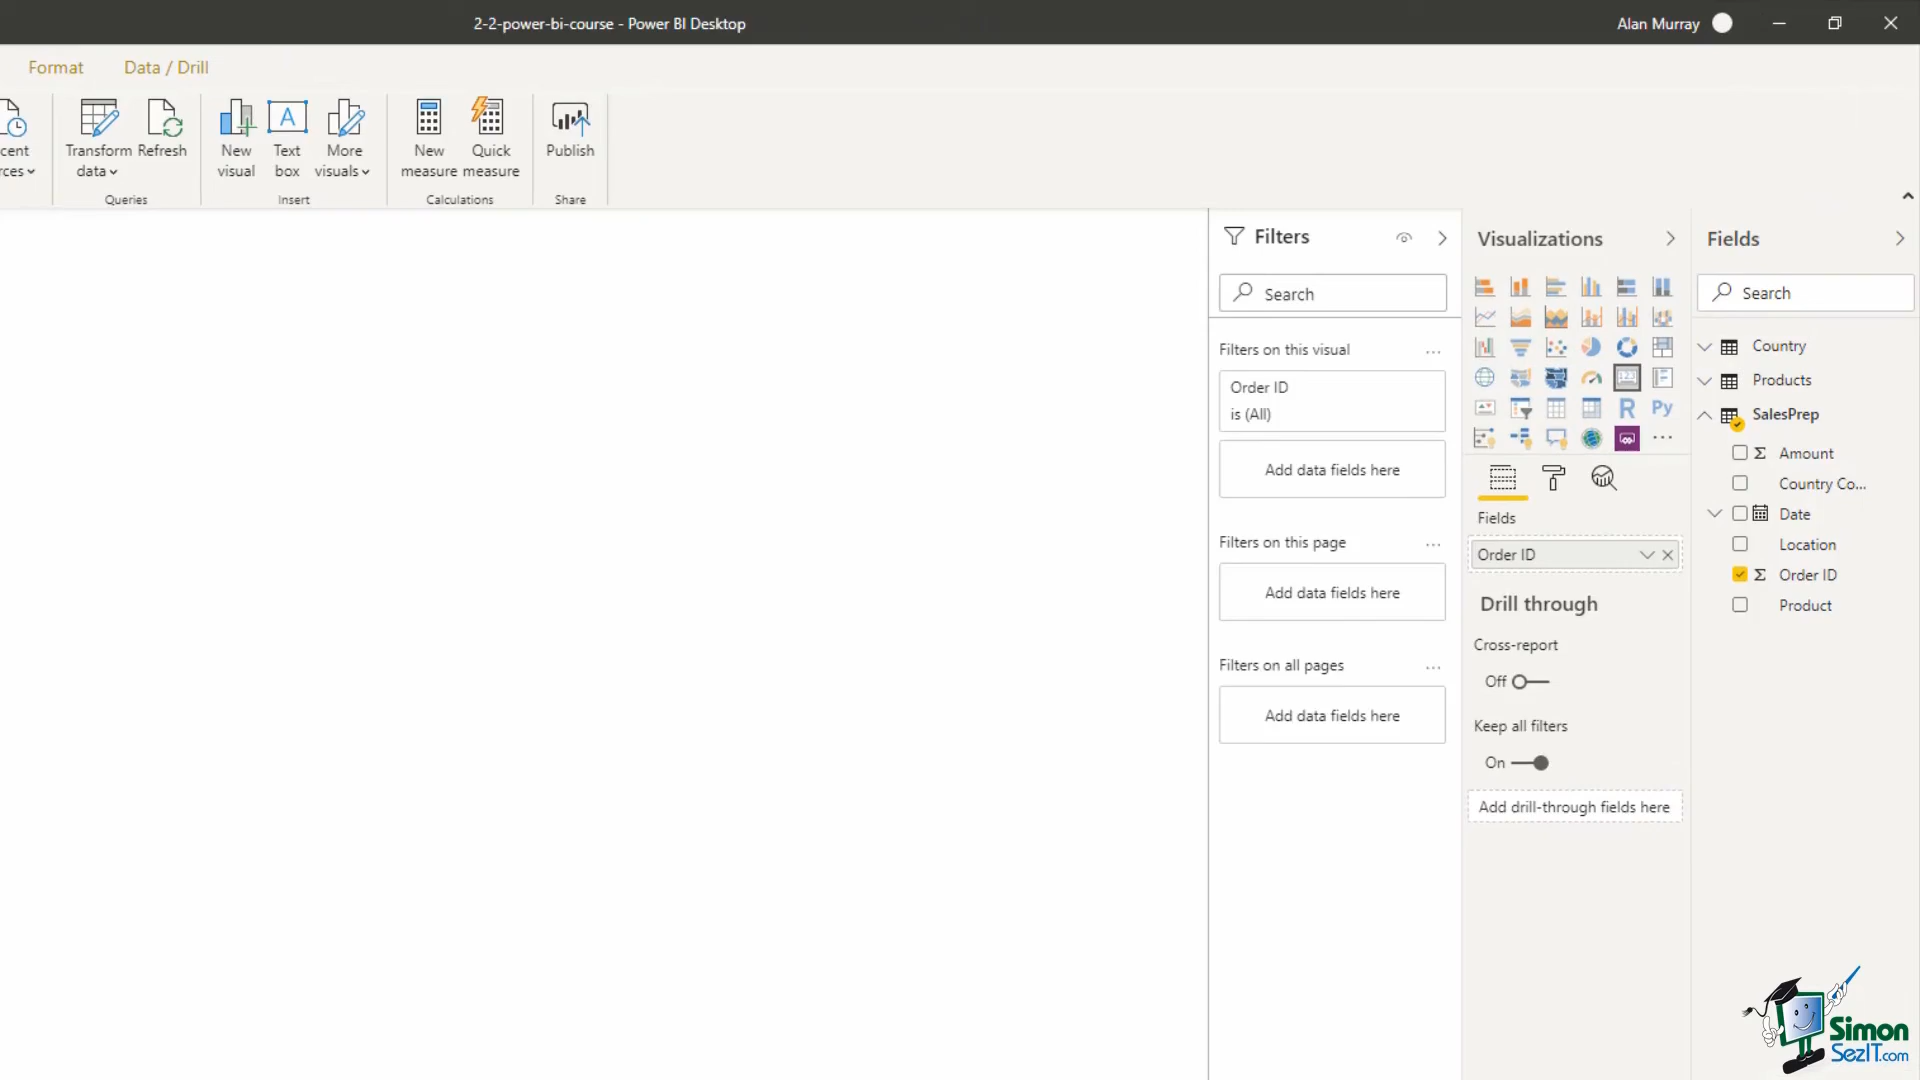 2-2-power-bi-course - Power BI Desktop
Alan Murray
Format
Data / Drill
cent
rces
Transform
data
Refresh
New
visual
Text
box
More
visuals
New
measure
Quick
measure
Publish
Queries
Insert
Calculations
Share
Filters
Search
Filters on this visual
...
Order ID
is (All)
Add data fields here
Filters on this page
...
Add data fields here
Filters on all pages
...
Add data fields here
Visualizations
123
R
Py
...
Fields
Order ID
Drill through
Cross-report
Off
Keep all filters
On
Add drill-through fields here
Fields
Search
Country
Products
SalesPrep
Σ Amount
Country Co...
Date
Location
Σ Order ID
Product
Simon
SezIT.com